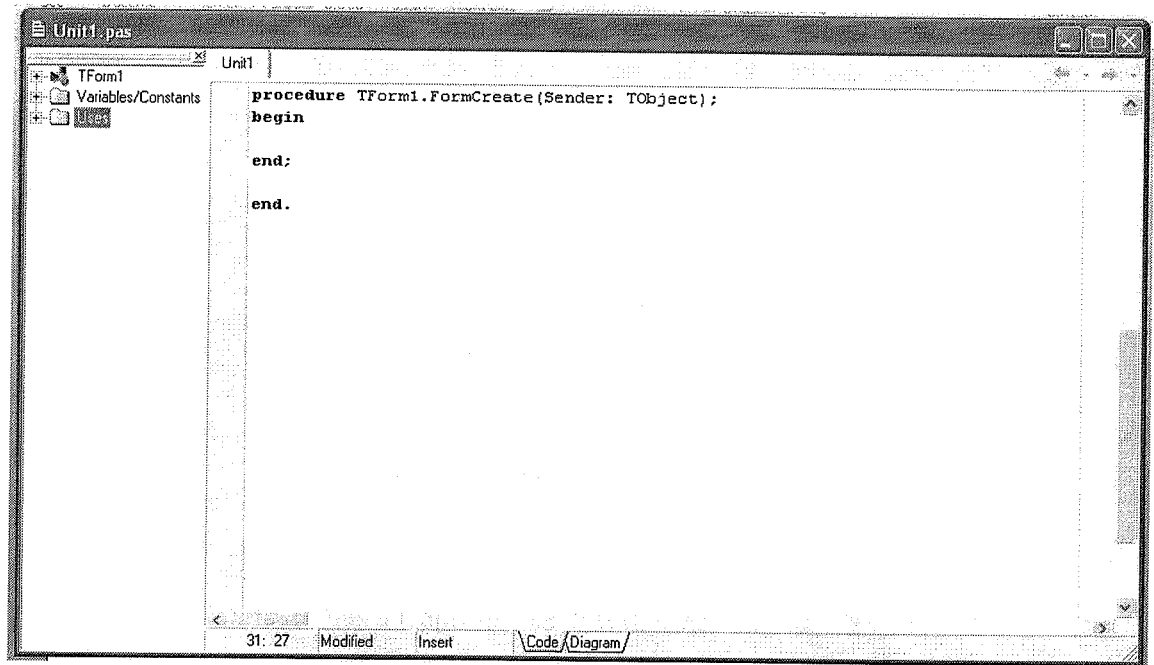 Unit1.pas
TForm1
Variables/Constants
Uses
Unit1
procedure TForm1.FormCreate(Sender: TObject);
begin
end;
end.
31: 27 Modified Insert Code Diagram